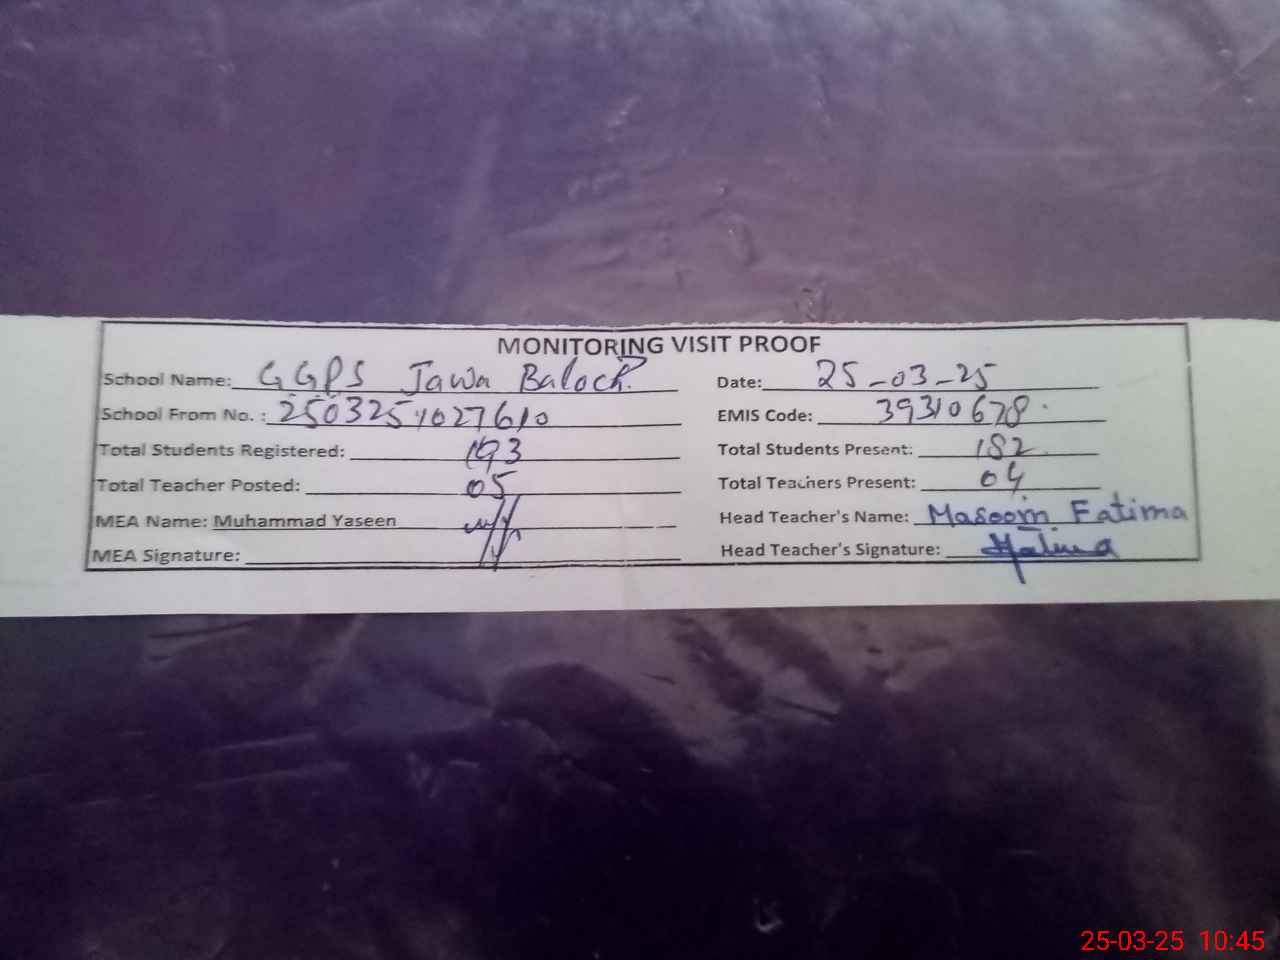 MONITORING VISIT PROOF
School Name: GGPS Jawa Baloch Date: 25-03-25
School From No. : 2503251027610 EMIS Code: 39310678
Total Students Registered: 193 Total Students Present: 182
Total Teacher Posted: 05 Total Teachers Present: 04
MEA Name: Muhammad Yaseen Head Teacher's Name: Masoom Fatima
MEA Signature: Head Teacher's Signature:
25-03-25 10:45